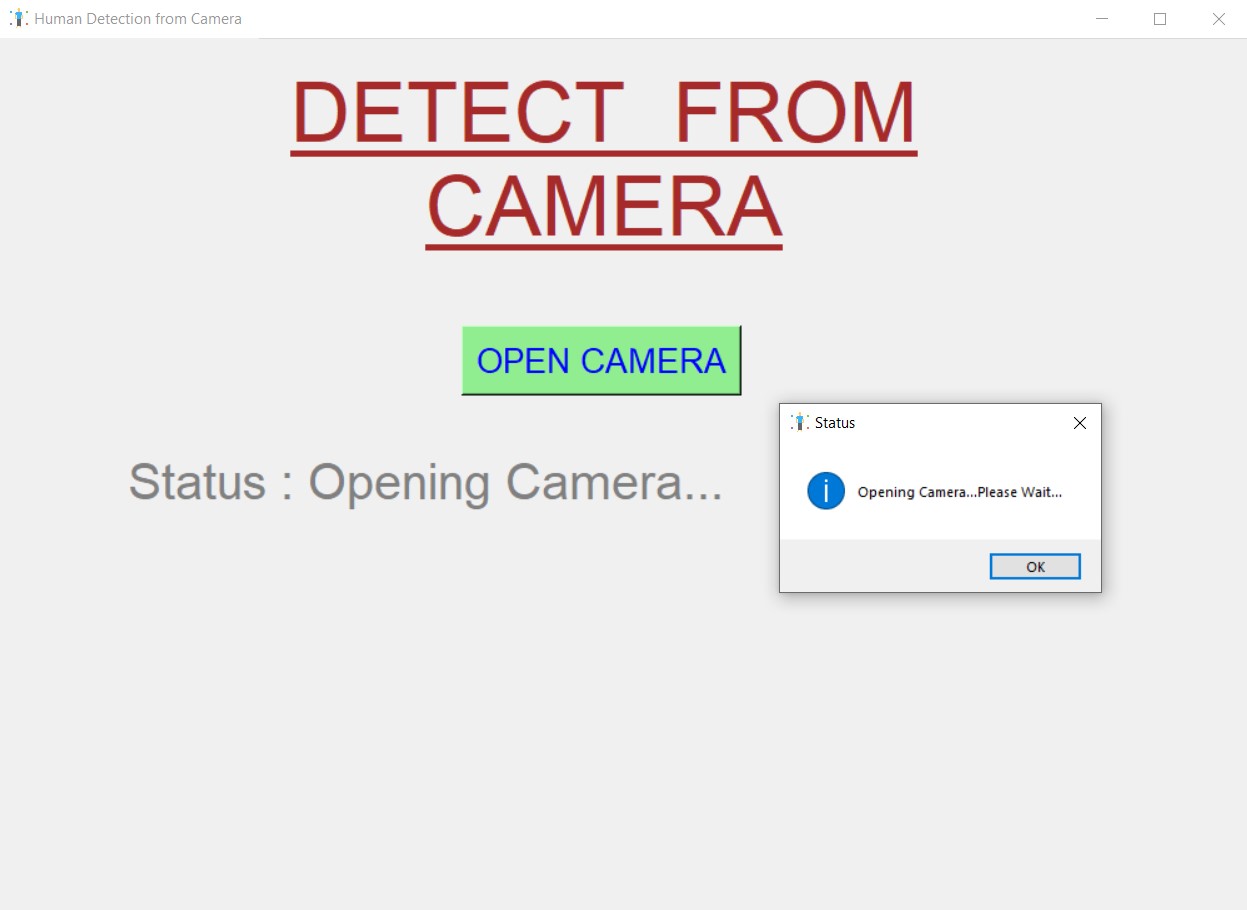 Human Detection from Camera
DETECT FROM
CAMERA
OPEN CAMERA
Status : Opening Camera...
Status
Opening Camera...Please Wait...
OK